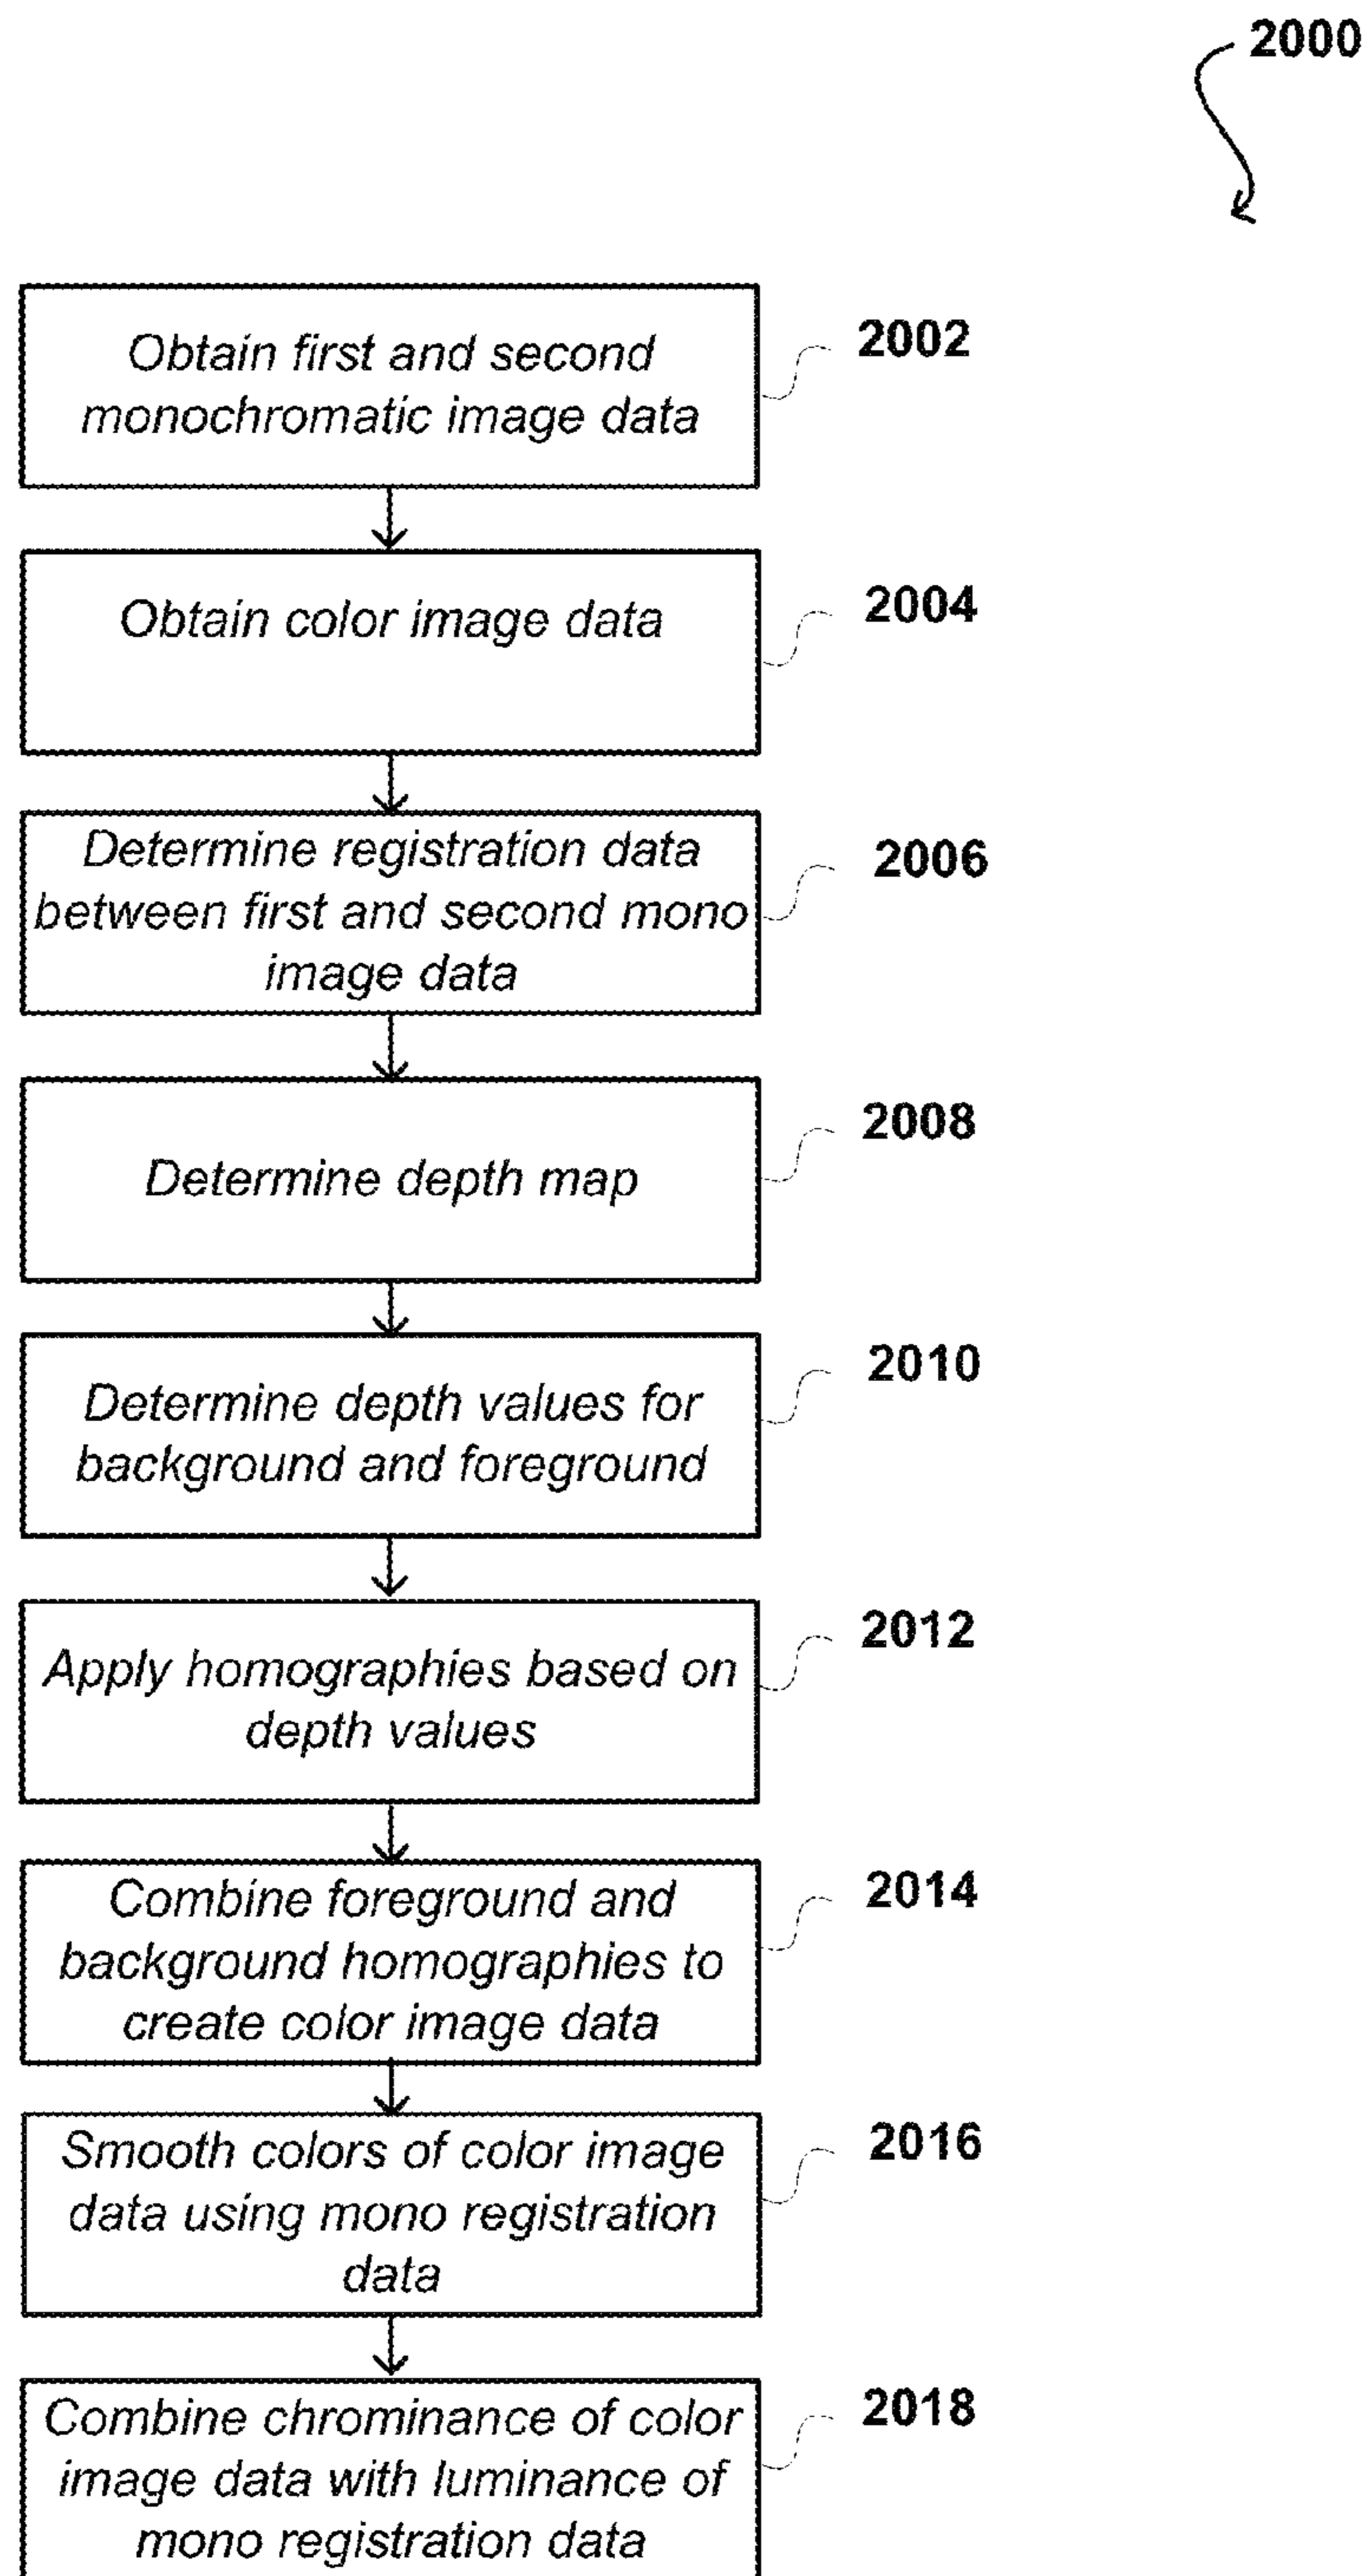 2000
Obtain first and second
monochromatic image data
2002
Obtain color image data
2004
Determine registration data
between first and second mono
image data
2006
Determine depth map
2008
Determine depth values for
background and foreground
2010
Apply homographies based on
depth values
2012
Combine foreground and
background homographies to
create color image data
2014
Smooth colors of color image
data using mono registration
data
2016
Combine chrominance of color
image data with luminance of
mono registration data
2018